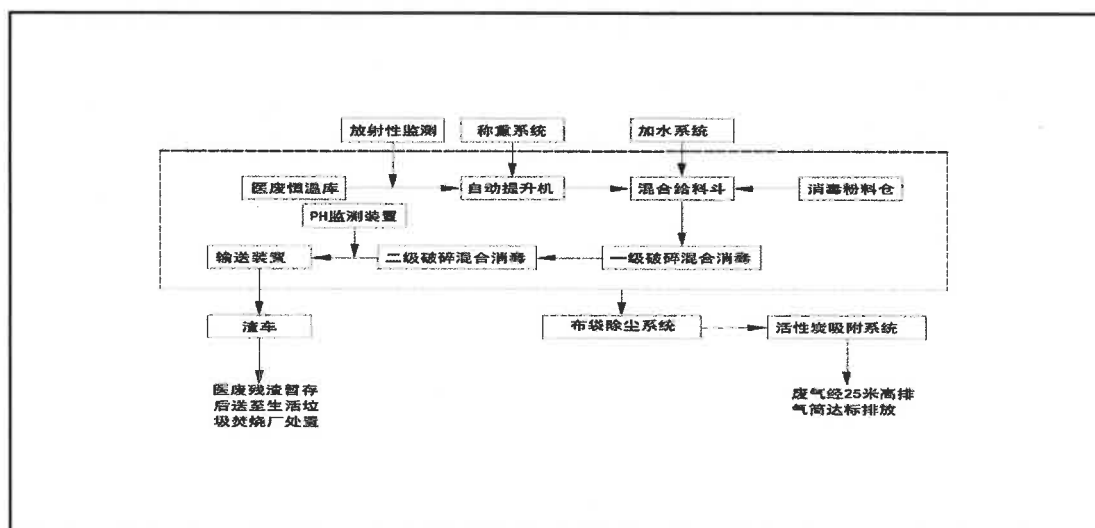 放射性监测
称重系统
加水系统
医废恒温库
自动提升机
混合给料斗
消毒粉料仓
PH监测装置
输送装置
二级破碎混合消毒
一级破碎混合消毒
渣车
布袋除尘系统
活性炭吸附系统
医废残渣暂存
后送至生活垃
圾焚烧厂处置
废气经25米高排
气筒达标排放